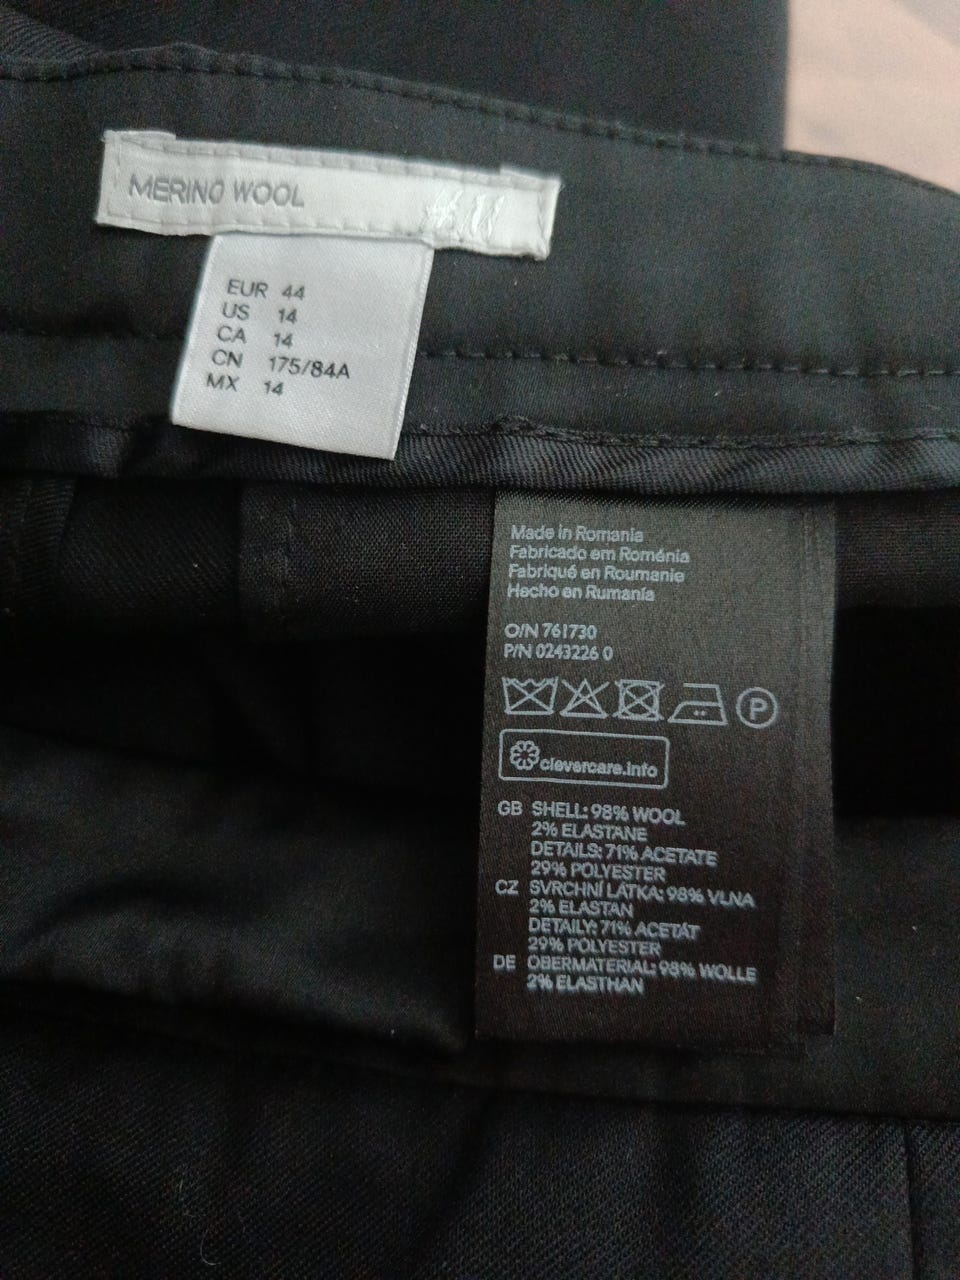 MERINO WOOL H&M
EUR 44
US 14
CA 14
CN 175/84A
MX 14
Made in Romania
Fabricado em Roménia
Fabriqué en Roumanie
Hecho en Rumanía
O/N 761730
P/N 0243226 0
P
clevercare.info
GB SHELL: 98% WOOL
2% ELASTANE
DETAILS: 71% ACETATE
29% POLYESTER
CZ SVRCHNÍ LÁTKA: 98% VLNA
2% ELASTAN
DETAILY: 71% ACETÁT
29% POLYESTER
DE OBERMATERIAL: 98% WOLLE
2% ELASTHAN